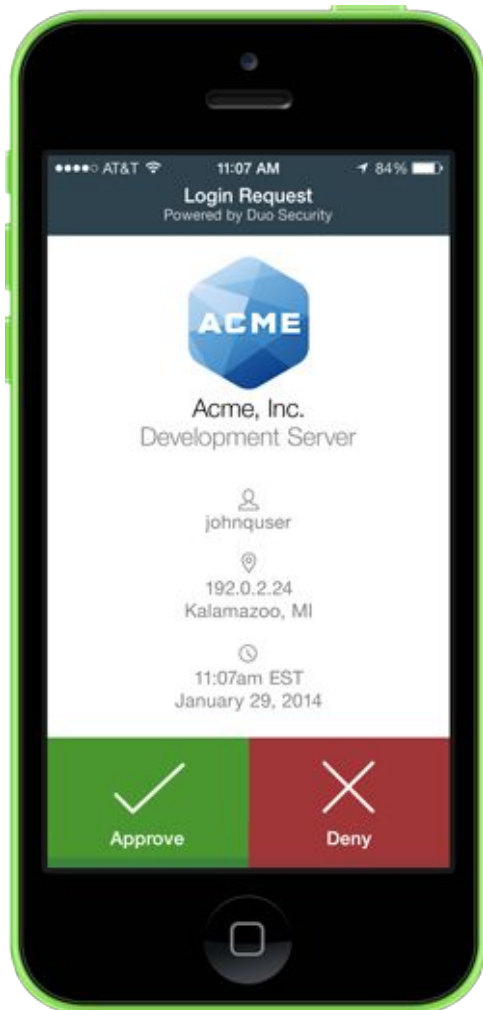 AT&T 11:07 AM 84%
Login Request
Powered by Duo Security
ACME
Acme, Inc.
Development Server
johnquser
192.0.2.24
Kalamazoo, MI
11:07am EST
January 29, 2014
Approve Deny